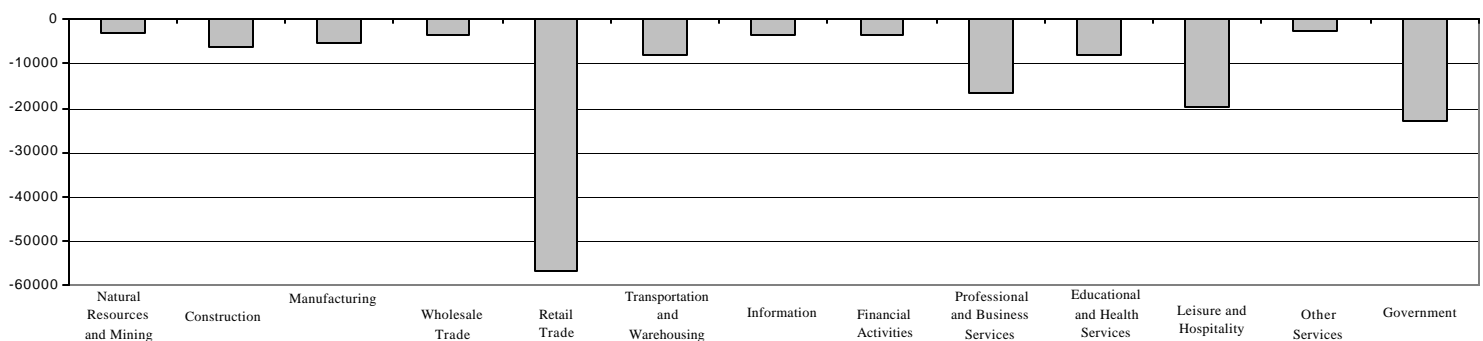 0
-10000
-20000
-30000
-40000
-50000
-60000
Natural
Resources
and Mining
Construction
Manufacturing
Wholesale
Trade
Retail
Trade
Transportation
and
Warehousing
Information
Financial
Activities
Professional
and Business
Services
Educational
and Health
Services
Leisure and
Hospitality
Other
Services
Government